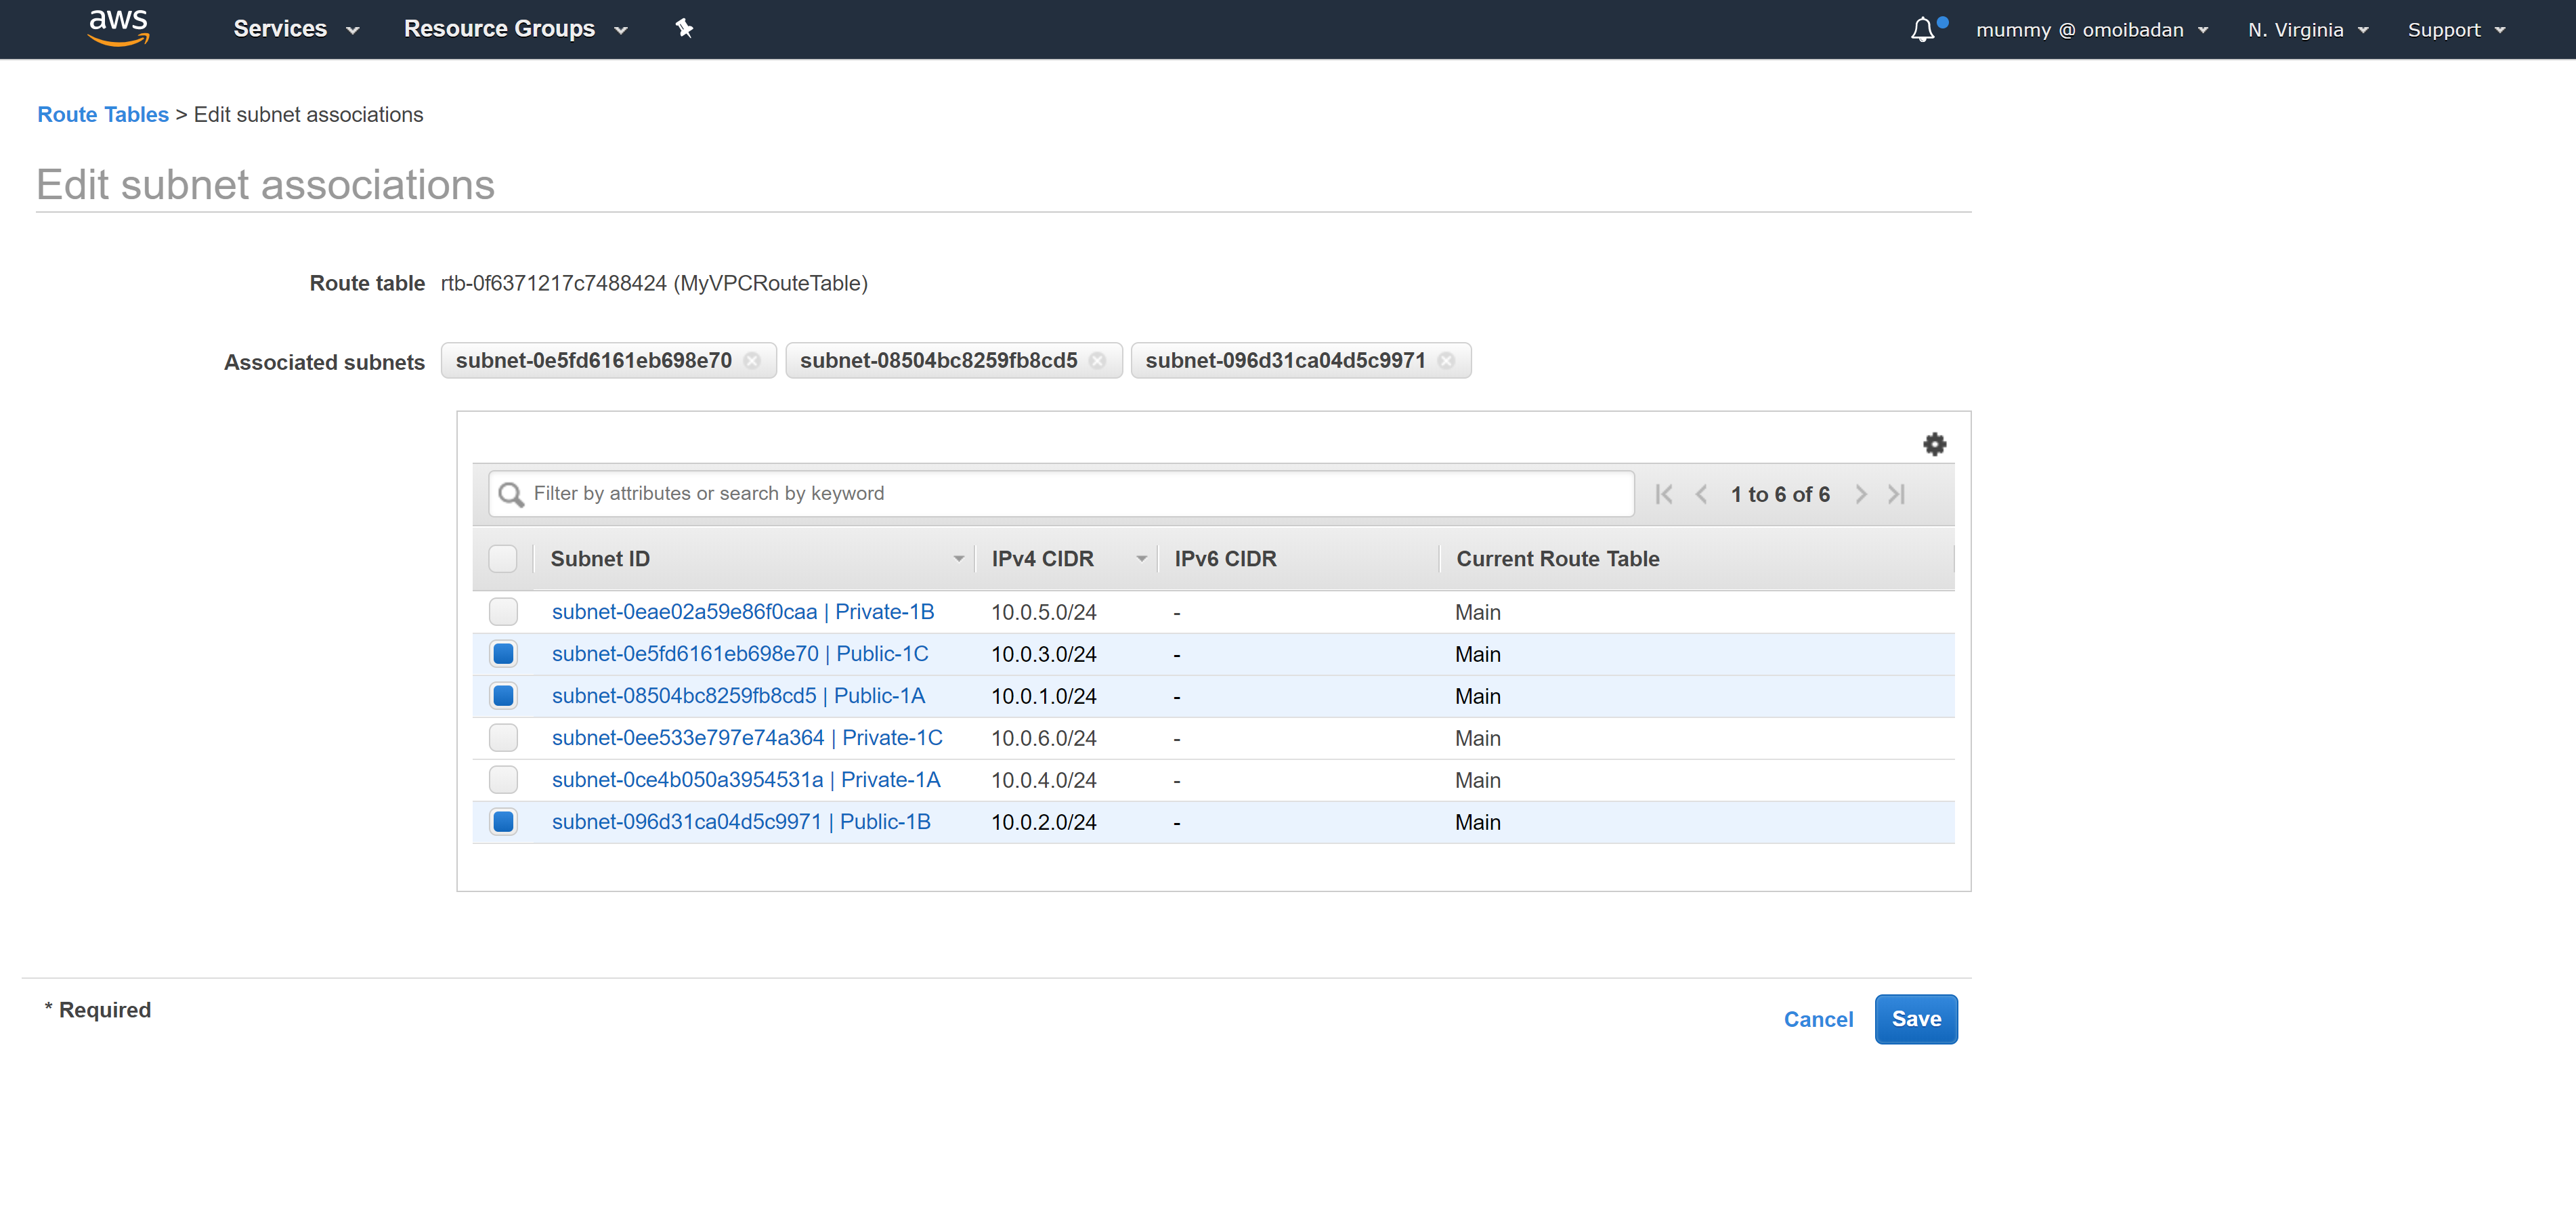 aws Services Resource Groups mummy @ omoibadan N. Virginia Support
Route Tables > Edit subnet associations
Edit subnet associations
Route table rtb-0f6371217c7488424 (MyVPCRouteTable)
Associated subnets subnet-0e5fd6161eb698e70 subnet-08504bc8259fb8cd5 subnet-096d31ca04d5c9971
Filter by attributes or search by keyword 1 to 6 of 6
Subnet ID IPv4 CIDR IPv6 CIDR Current Route Table
subnet-0eae02a59e86f0caa | Private-1B 10.0.5.0/24 - Main
subnet-0e5fd6161eb698e70 | Public-1C 10.0.3.0/24 - Main
subnet-08504bc8259fb8cd5 | Public-1A 10.0.1.0/24 - Main
subnet-0ee533e797e74a364 | Private-1C 10.0.6.0/24 - Main
subnet-0ce4b050a3954531a | Private-1A 10.0.4.0/24 - Main
subnet-096d31ca04d5c9971 | Public-1B 10.0.2.0/24 - Main
* Required Cancel Save